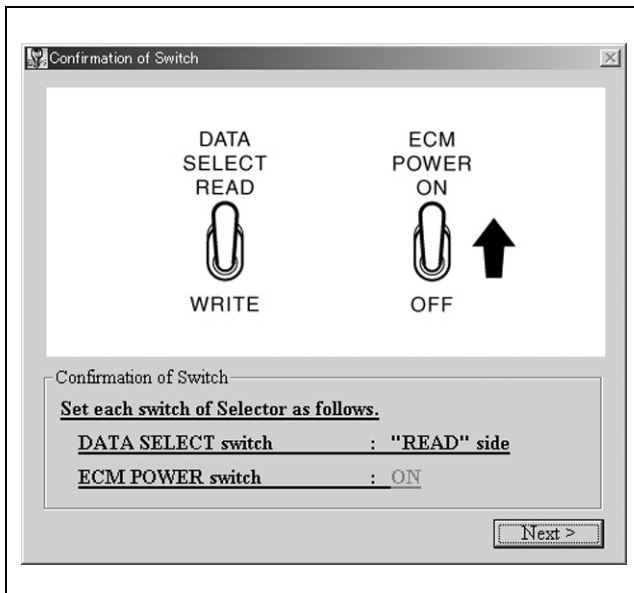 Confirmation of Switch
DATA
SELECT
READ
WRITE
ECM
POWER
ON
OFF
Confirmation of Switch
Set each switch of Selector as follows.
DATA SELECT switch : "READ" side
ECM POWER switch : ON
Next >